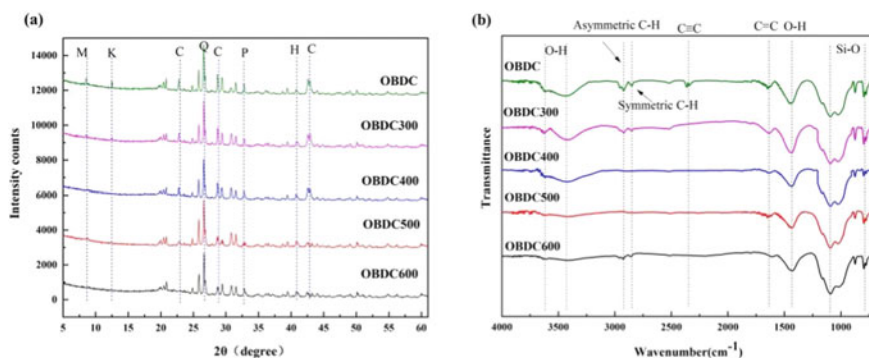 (a)
14000
12000
10000
8000
6000
4000
2000
0
Intensity counts
M K C Q C P H C
OBDC
OBDC300
OBDC400
OBDC500
OBDC600
5 10 15 20 25 30 35 40 45 50 55 60
2θ（degree）
(b)
Asymmetric C-H
C=C
C=C O-H
O-H
Si-O
Symmetric C-H
OBDC
OBDC300
OBDC400
OBDC500
OBDC600
Transmittance
4000 3500 3000 2500 2000 1500 1000
Wavenumber(cm⁻¹)